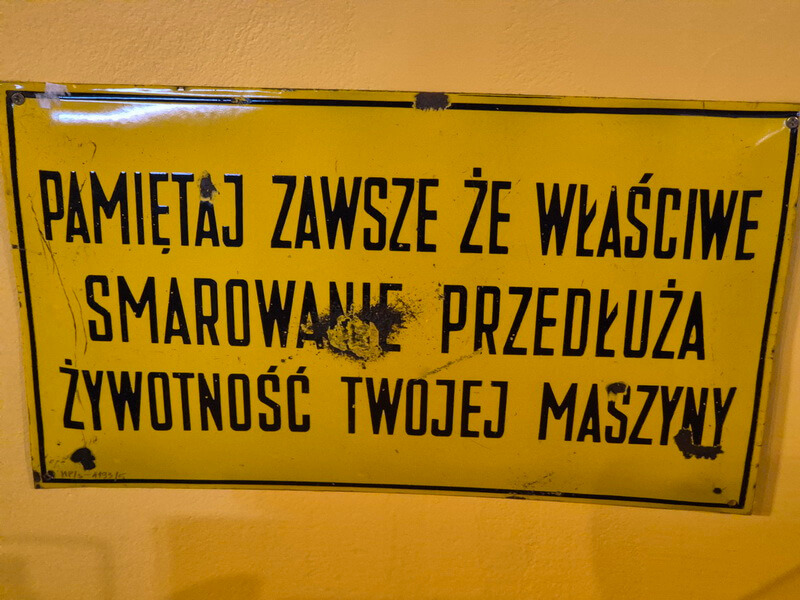 PAMIĘTAJ ZAWSZE ŻE WŁAŚCIWE
SMAROWANIE PRZEDŁUŻA
ŻYWOTNOŚĆ TWOJEJ MASZYNY